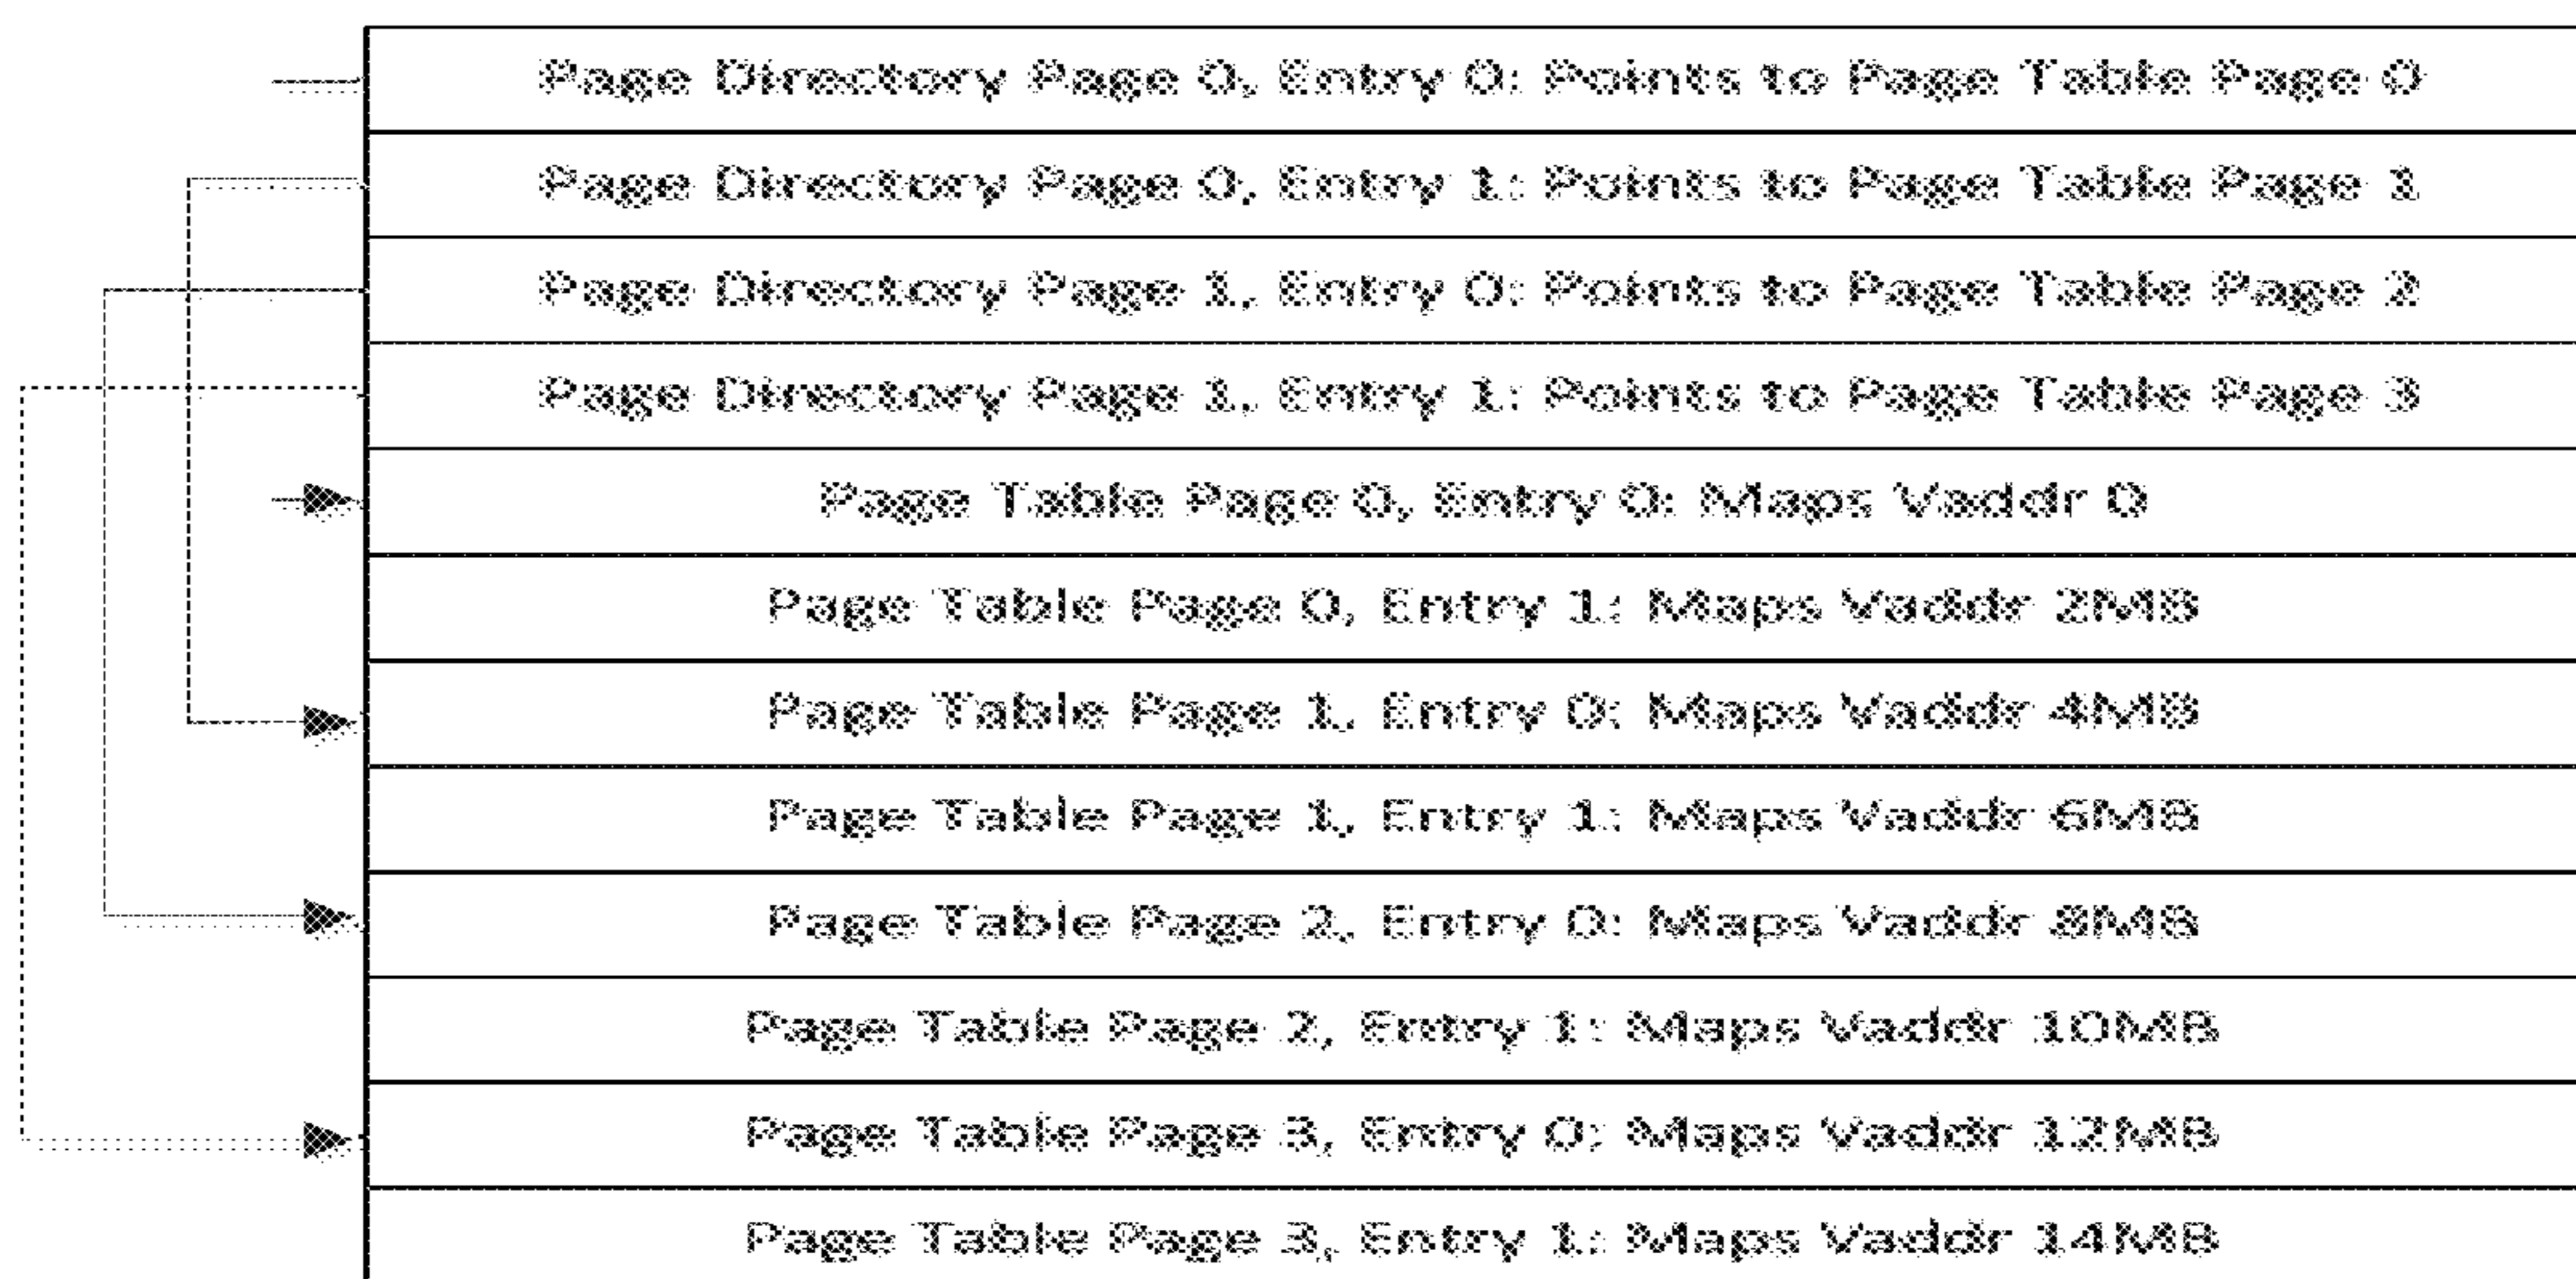 Page Directory Page 0, Entry 0: Points to Page Table Page 0
Page Directory Page 0, Entry 1: Points to Page Table Page 1
Page Directory Page 1, Entry 0: Points to Page Table Page 2
Page Directory Page 1, Entry 1: Points to Page Table Page 3
Page Table Page 0, Entry 0: Maps Vaddr 0
Page Table Page 0, Entry 1: Maps Vaddr 2MB
Page Table Page 1, Entry 0: Maps Vaddr 4MB
Page Table Page 1, Entry 1: Maps Vaddr 6MB
Page Table Page 2, Entry 0: Maps Vaddr 8MB
Page Table Page 2, Entry 1: Maps Vaddr 10MB
Page Table Page 3, Entry 0: Maps Vaddr 12MB
Page Table Page 3, Entry 1: Maps Vaddr 14MB